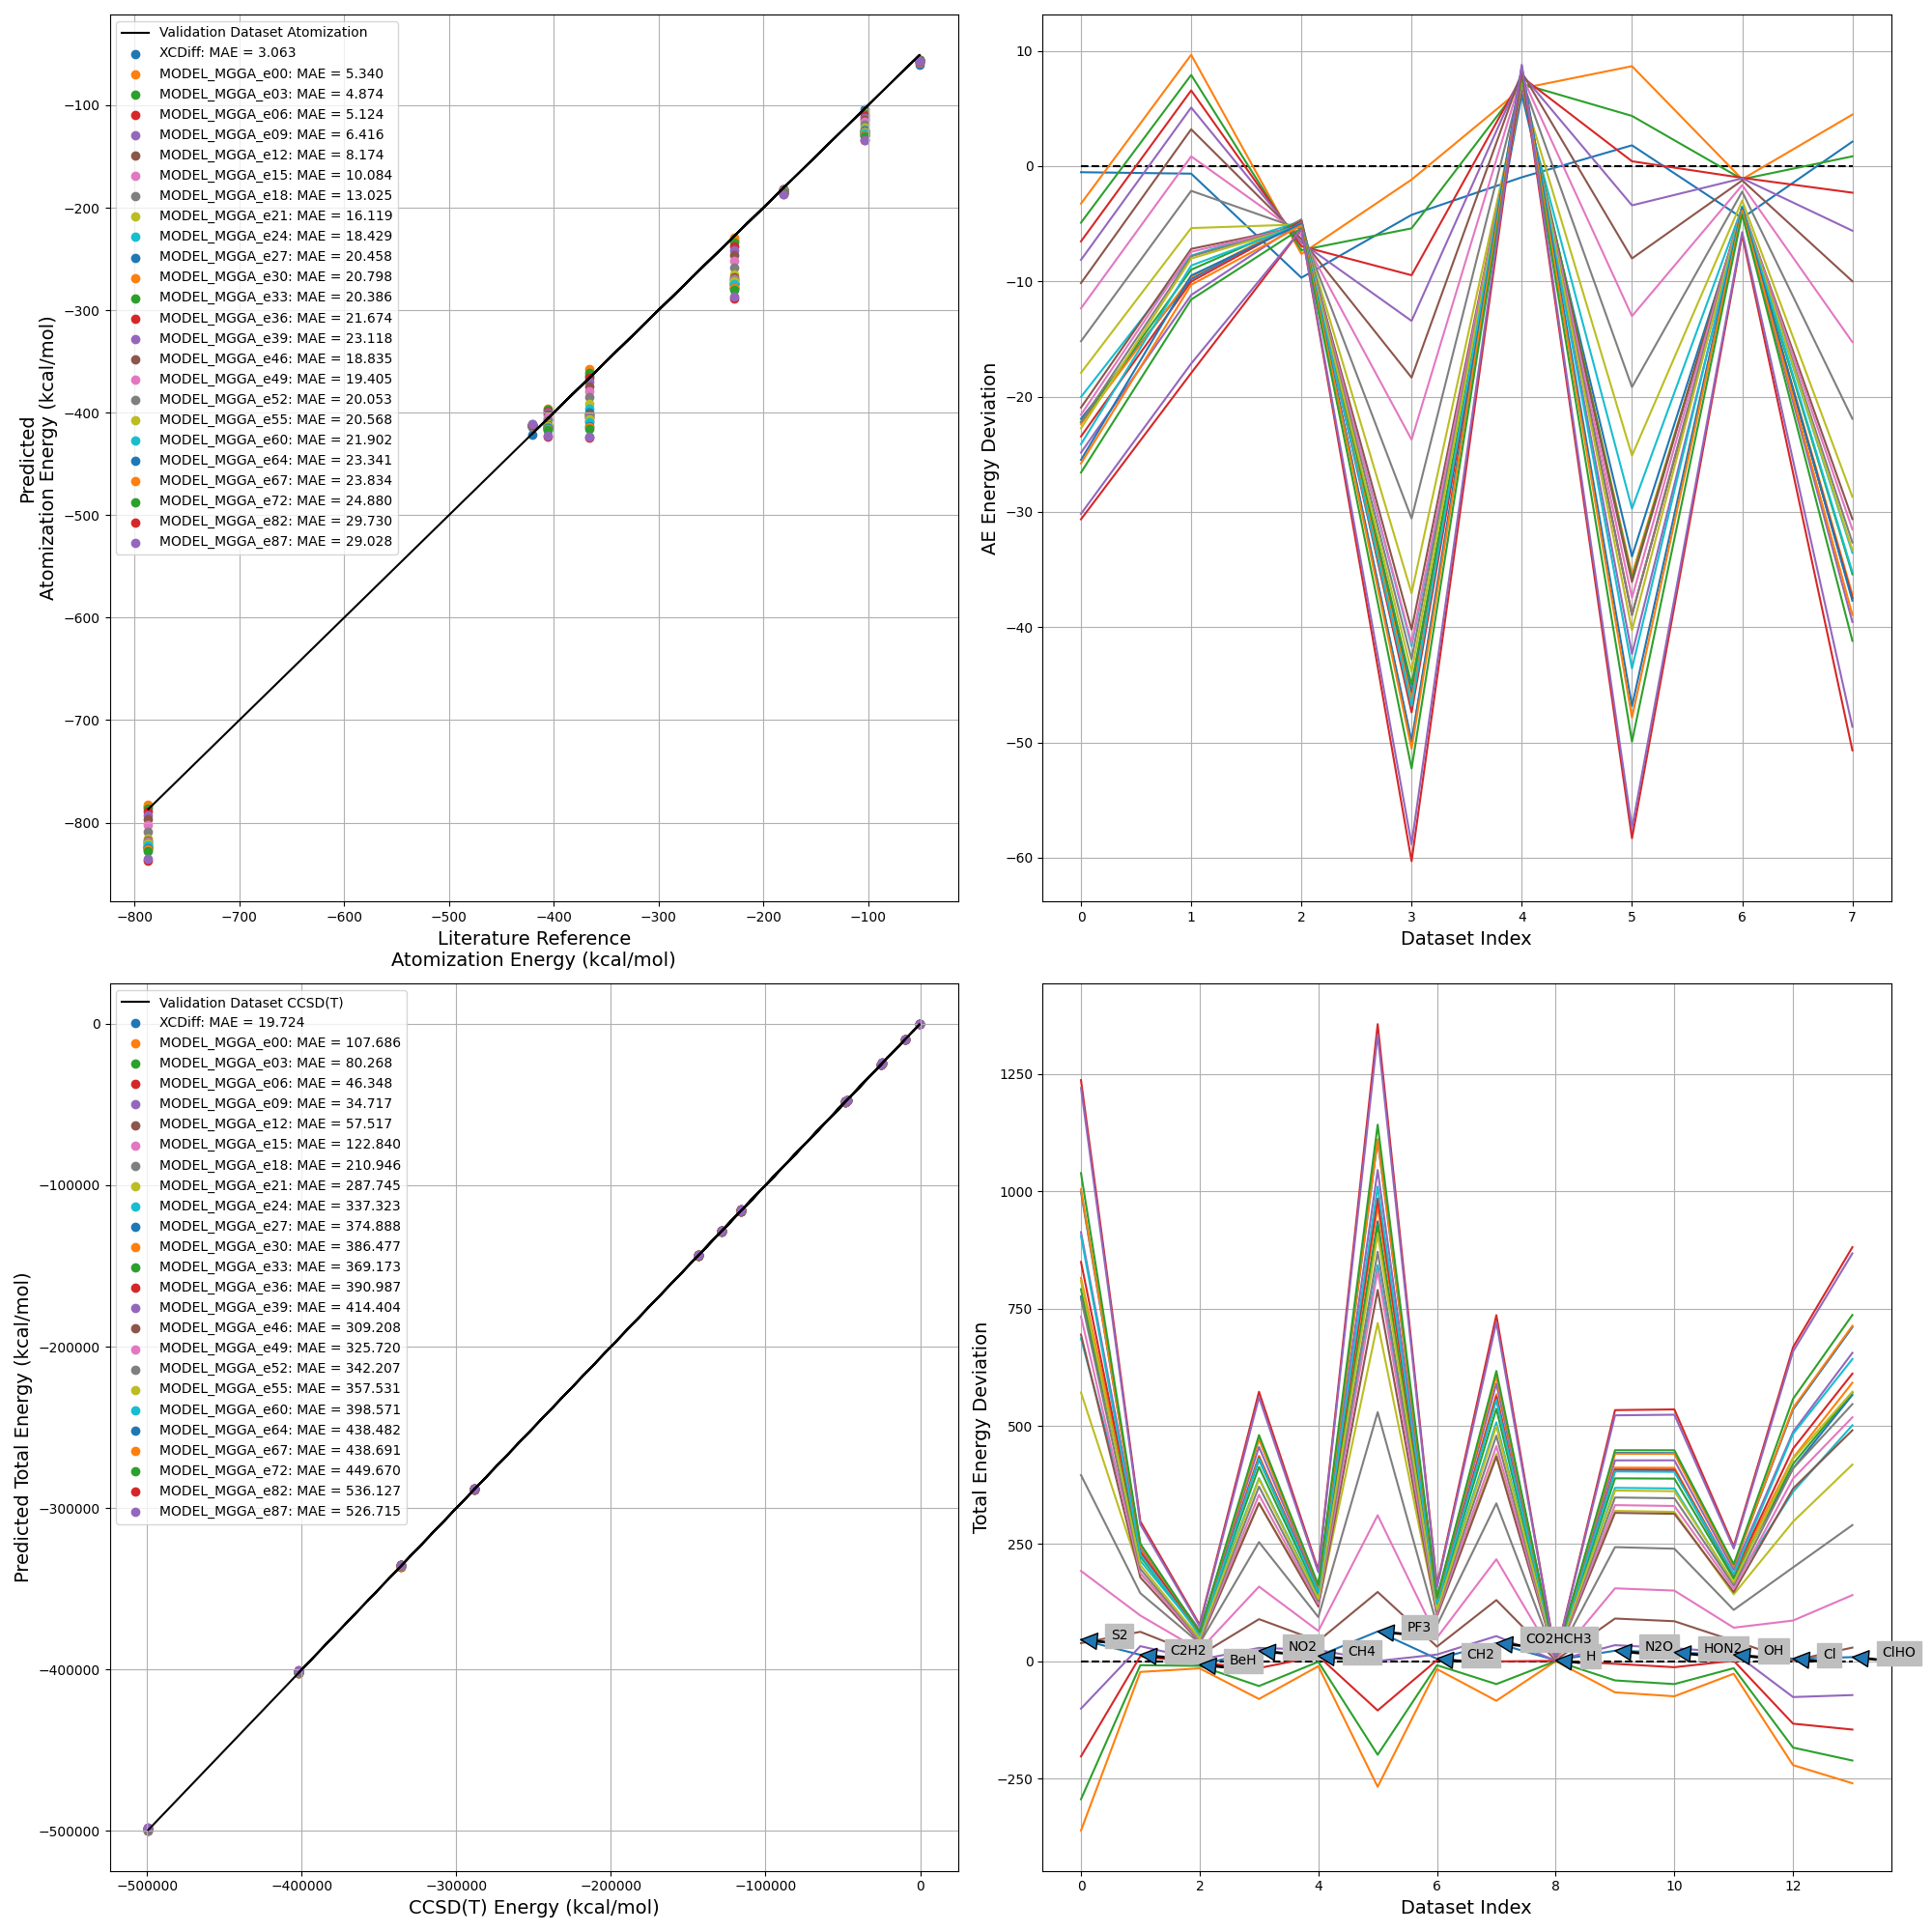 Validation Dataset Atomization
XCDiff: MAE = 3.063
MODEL_MGGA_e00: MAE = 5.340
MODEL_MGGA_e03: MAE = 4.874
MODEL_MGGA_e06: MAE = 5.124
MODEL_MGGA_e09: MAE = 6.416
MODEL_MGGA_e12: MAE = 8.174
MODEL_MGGA_e15: MAE = 10.084
MODEL_MGGA_e18: MAE = 13.025
MODEL_MGGA_e21: MAE = 16.119
MODEL_MGGA_e24: MAE = 18.429
MODEL_MGGA_e27: MAE = 20.458
MODEL_MGGA_e30: MAE = 20.798
MODEL_MGGA_e33: MAE = 20.386
MODEL_MGGA_e36: MAE = 21.674
MODEL_MGGA_e39: MAE = 23.118
MODEL_MGGA_e46: MAE = 18.835
MODEL_MGGA_e49: MAE = 19.405
MODEL_MGGA_e52: MAE = 20.053
MODEL_MGGA_e55: MAE = 20.568
MODEL_MGGA_e60: MAE = 21.902
MODEL_MGGA_e64: MAE = 23.341
MODEL_MGGA_e67: MAE = 23.834
MODEL_MGGA_e72: MAE = 24.880
MODEL_MGGA_e82: MAE = 29.730
MODEL_MGGA_e87: MAE = 29.028
Predicted
Atomization Energy (kcal/mol)
−100
−200
−300
−400
−500
−600
−700
−800
−800 −700 −600 −500 −400 −300 −200 −100
Literature Reference
Atomization Energy (kcal/mol)
AE Energy Deviation
10
0
−10
−20
−30
−40
−50
−60
0 1 2 3 4 5 6 7
Dataset Index
Validation Dataset CCSD(T)
XCDiff: MAE = 19.724
MODEL_MGGA_e00: MAE = 107.686
MODEL_MGGA_e03: MAE = 80.268
MODEL_MGGA_e06: MAE = 46.348
MODEL_MGGA_e09: MAE = 34.717
MODEL_MGGA_e12: MAE = 57.517
MODEL_MGGA_e15: MAE = 122.840
MODEL_MGGA_e18: MAE = 210.946
MODEL_MGGA_e21: MAE = 287.745
MODEL_MGGA_e24: MAE = 337.323
MODEL_MGGA_e27: MAE = 374.888
MODEL_MGGA_e30: MAE = 386.477
MODEL_MGGA_e33: MAE = 369.173
MODEL_MGGA_e36: MAE = 390.987
MODEL_MGGA_e39: MAE = 414.404
MODEL_MGGA_e46: MAE = 309.208
MODEL_MGGA_e49: MAE = 325.720
MODEL_MGGA_e52: MAE = 342.207
MODEL_MGGA_e55: MAE = 357.531
MODEL_MGGA_e60: MAE = 398.571
MODEL_MGGA_e64: MAE = 438.482
MODEL_MGGA_e67: MAE = 438.691
MODEL_MGGA_e72: MAE = 449.670
MODEL_MGGA_e82: MAE = 536.127
MODEL_MGGA_e87: MAE = 526.715
Predicted Total Energy (kcal/mol)
0
−100000
−200000
−300000
−400000
−500000
−500000 −400000 −300000 −200000 −100000 0
CCSD(T) Energy (kcal/mol)
Total Energy Deviation
1250
1000
750
500
250
0
−250
S2
C2H2
BeH
NO2
CH4
PF3
CH2
CO2HCH3
H
N2O
HON2
OH
Cl
ClHO
0 2 4 6 8 10 12
Dataset Index